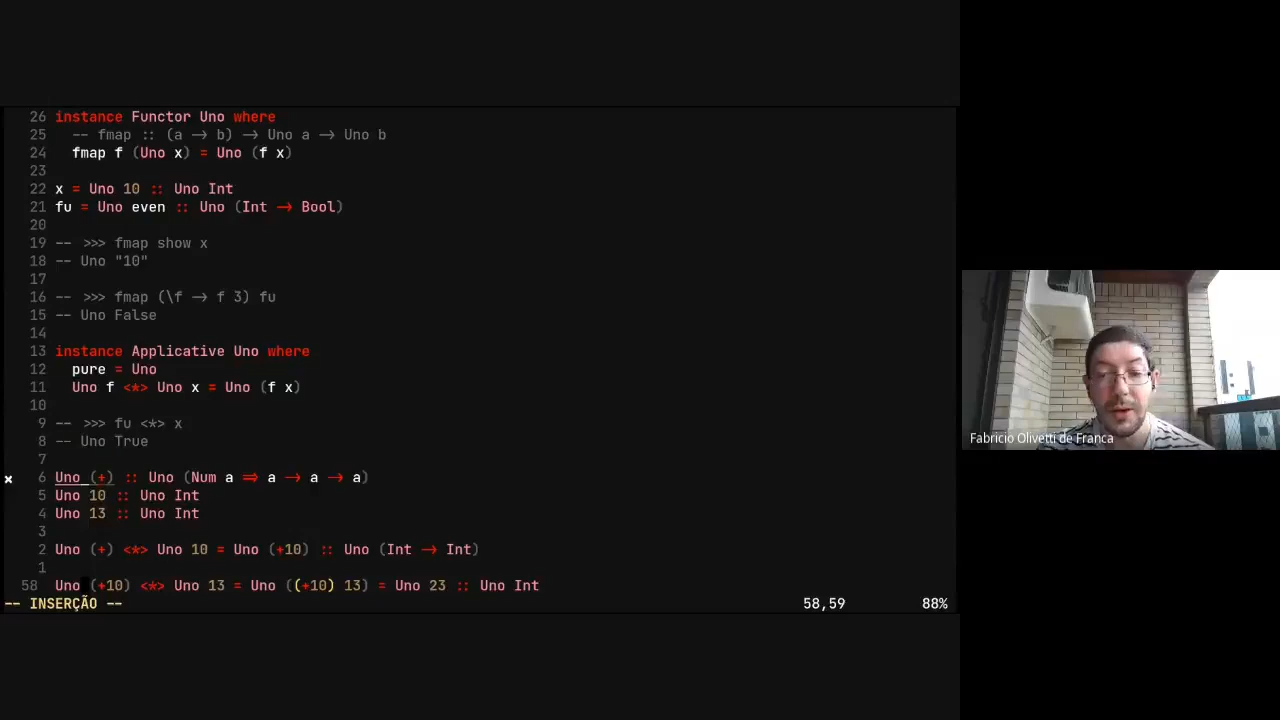 26 instance Functor Uno where
25   -- fmap :: (a → b) → Uno a → Uno b
24   fmap f (Uno x) = Uno (f x)
23
22 x = Uno 10 :: Uno Int
21 fu = Uno even :: Uno (Int → Bool)
20
19 -- >>> fmap show x
18 -- Uno "10"
17
16 -- >>> fmap (\f → f 3) fu
15 -- Uno False
14
13 instance Applicative Uno where
12   pure = Uno
11   Uno f <*> Uno x = Uno (f x)
10
9 -- >>> fu <*> x
8 -- Uno True
7
× 6 Uno (+) :: Uno (Num a ⇒ a → a → a)
5 Uno 10 :: Uno Int
4 Uno 13 :: Uno Int
3
2 Uno (+) <*> Uno 10 = Uno (+10) :: Uno (Int → Int)
1
58 Uno (+10) <*> Uno 13 = Uno ((+10) 13) = Uno 23 :: Uno Int
-- INSERÇÃO -- 58,59 88%
Fabricio Olivetti de Franca